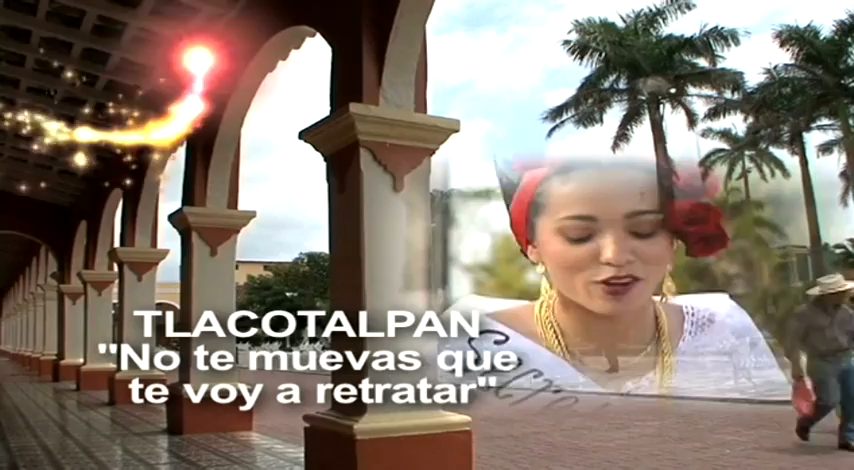 TLACOTALPAN
"No te muevas que
te voy a retratar"